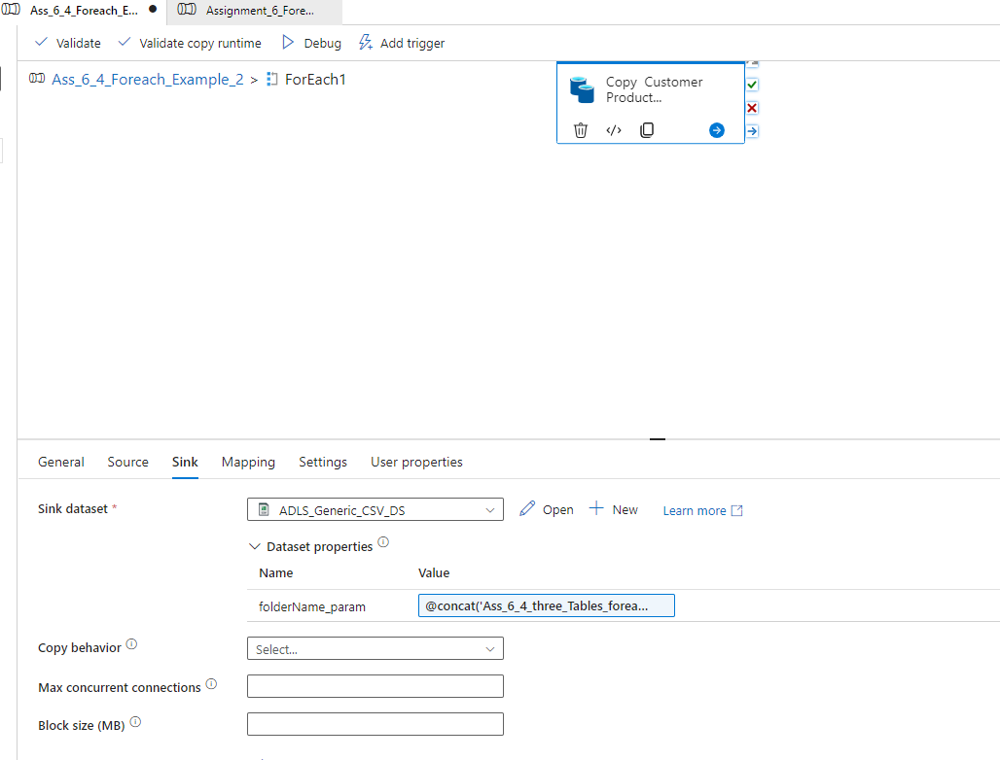 Ass_6_4_Foreach_E...
Assignment_6_Fore...
Validate
Validate copy runtime
Debug
Add trigger
Ass_6_4_Foreach_Example_2 > ForEach1
Copy Customer
Product...
General
Source
Sink
Mapping
Settings
User properties
Sink dataset *
ADLS_Generic_CSV_DS
Open
New
Learn more
Dataset properties
Name
Value
folderName_param
@concat('Ass_6_4_three_Tables_forea...
Copy behavior
Select...
Max concurrent connections
Block size (MB)